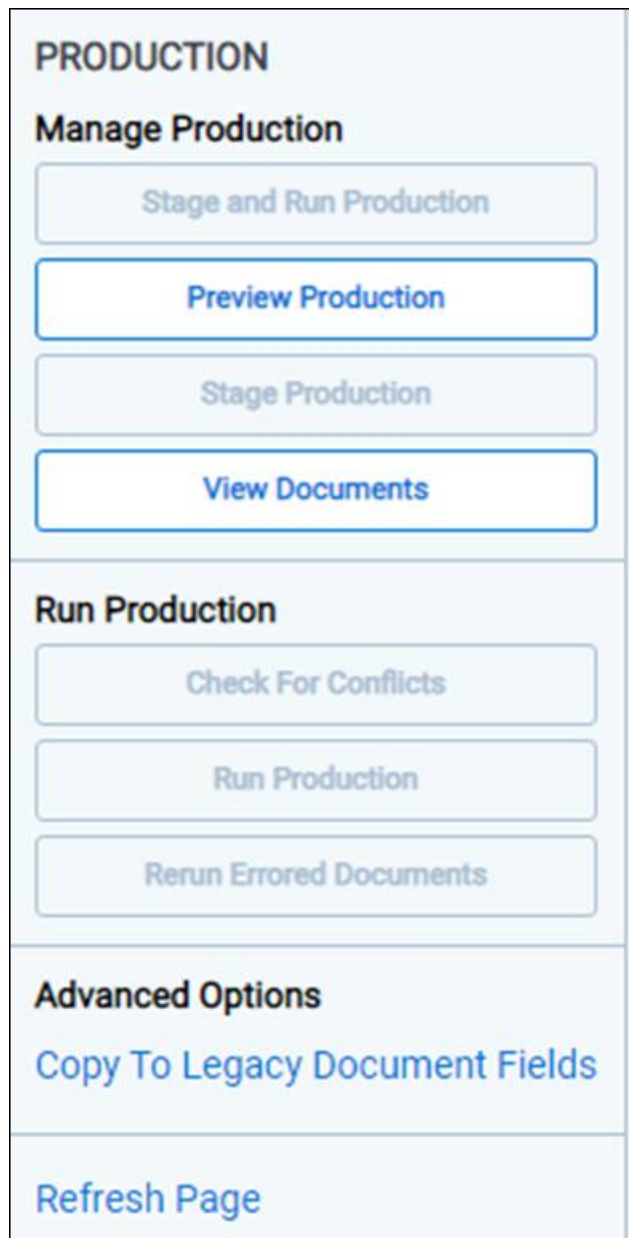 PRODUCTION
Manage Production
Stage and Run Production
Preview Production
Stage Production
View Documents
Run Production
Check For Conflicts
Run Production
Rerun Errored Documents
Advanced Options
Copy To Legacy Document Fields
Refresh Page